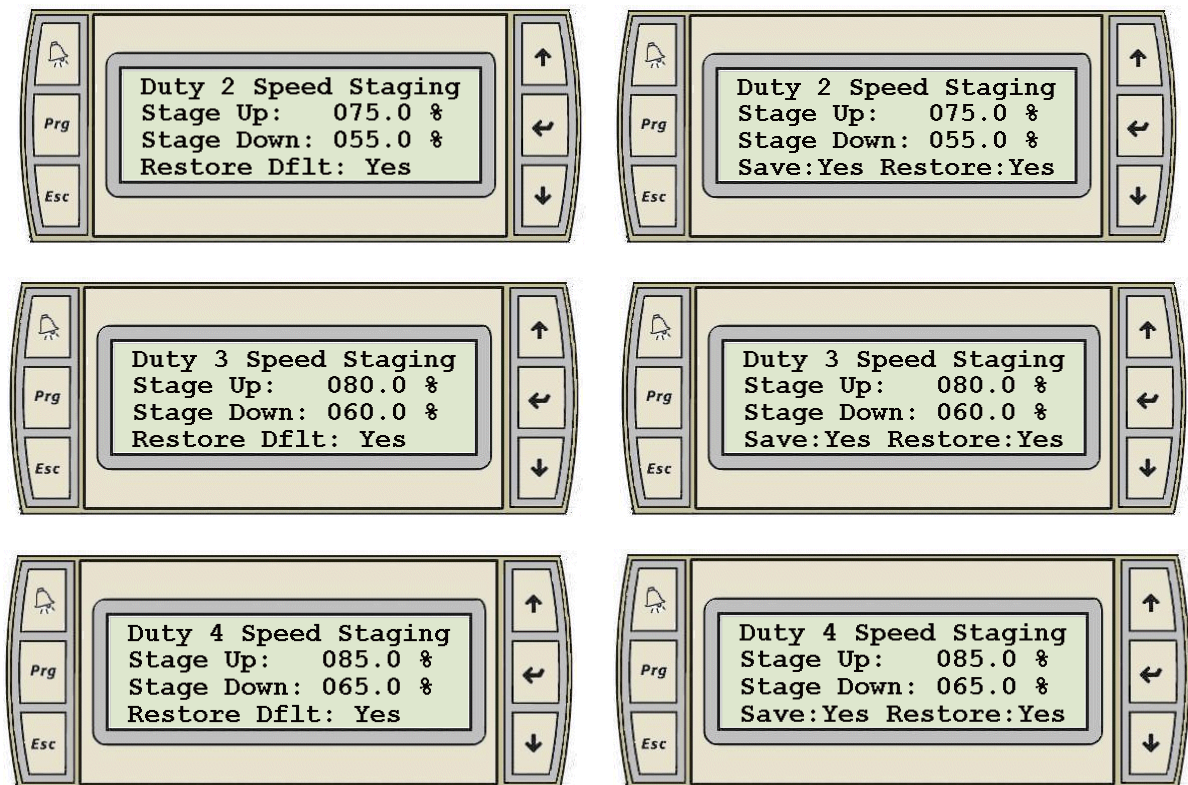 Prg
Esc
Duty 2 Speed Staging
Stage Up: 075.0 %
Stage Down: 055.0 %
Restore Dflt: Yes
Prg
Esc
Duty 2 Speed Staging
Stage Up: 075.0 %
Stage Down: 055.0 %
Save:Yes Restore:Yes
Prg
Esc
Duty 3 Speed Staging
Stage Up: 080.0 %
Stage Down: 060.0 %
Restore Dflt: Yes
Prg
Esc
Duty 3 Speed Staging
Stage Up: 080.0 %
Stage Down: 060.0 %
Save:Yes Restore:Yes
Prg
Esc
Duty 4 Speed Staging
Stage Up: 085.0 %
Stage Down: 065.0 %
Restore Dflt: Yes
Prg
Esc
Duty 4 Speed Staging
Stage Up: 085.0 %
Stage Down: 065.0 %
Save:Yes Restore:Yes